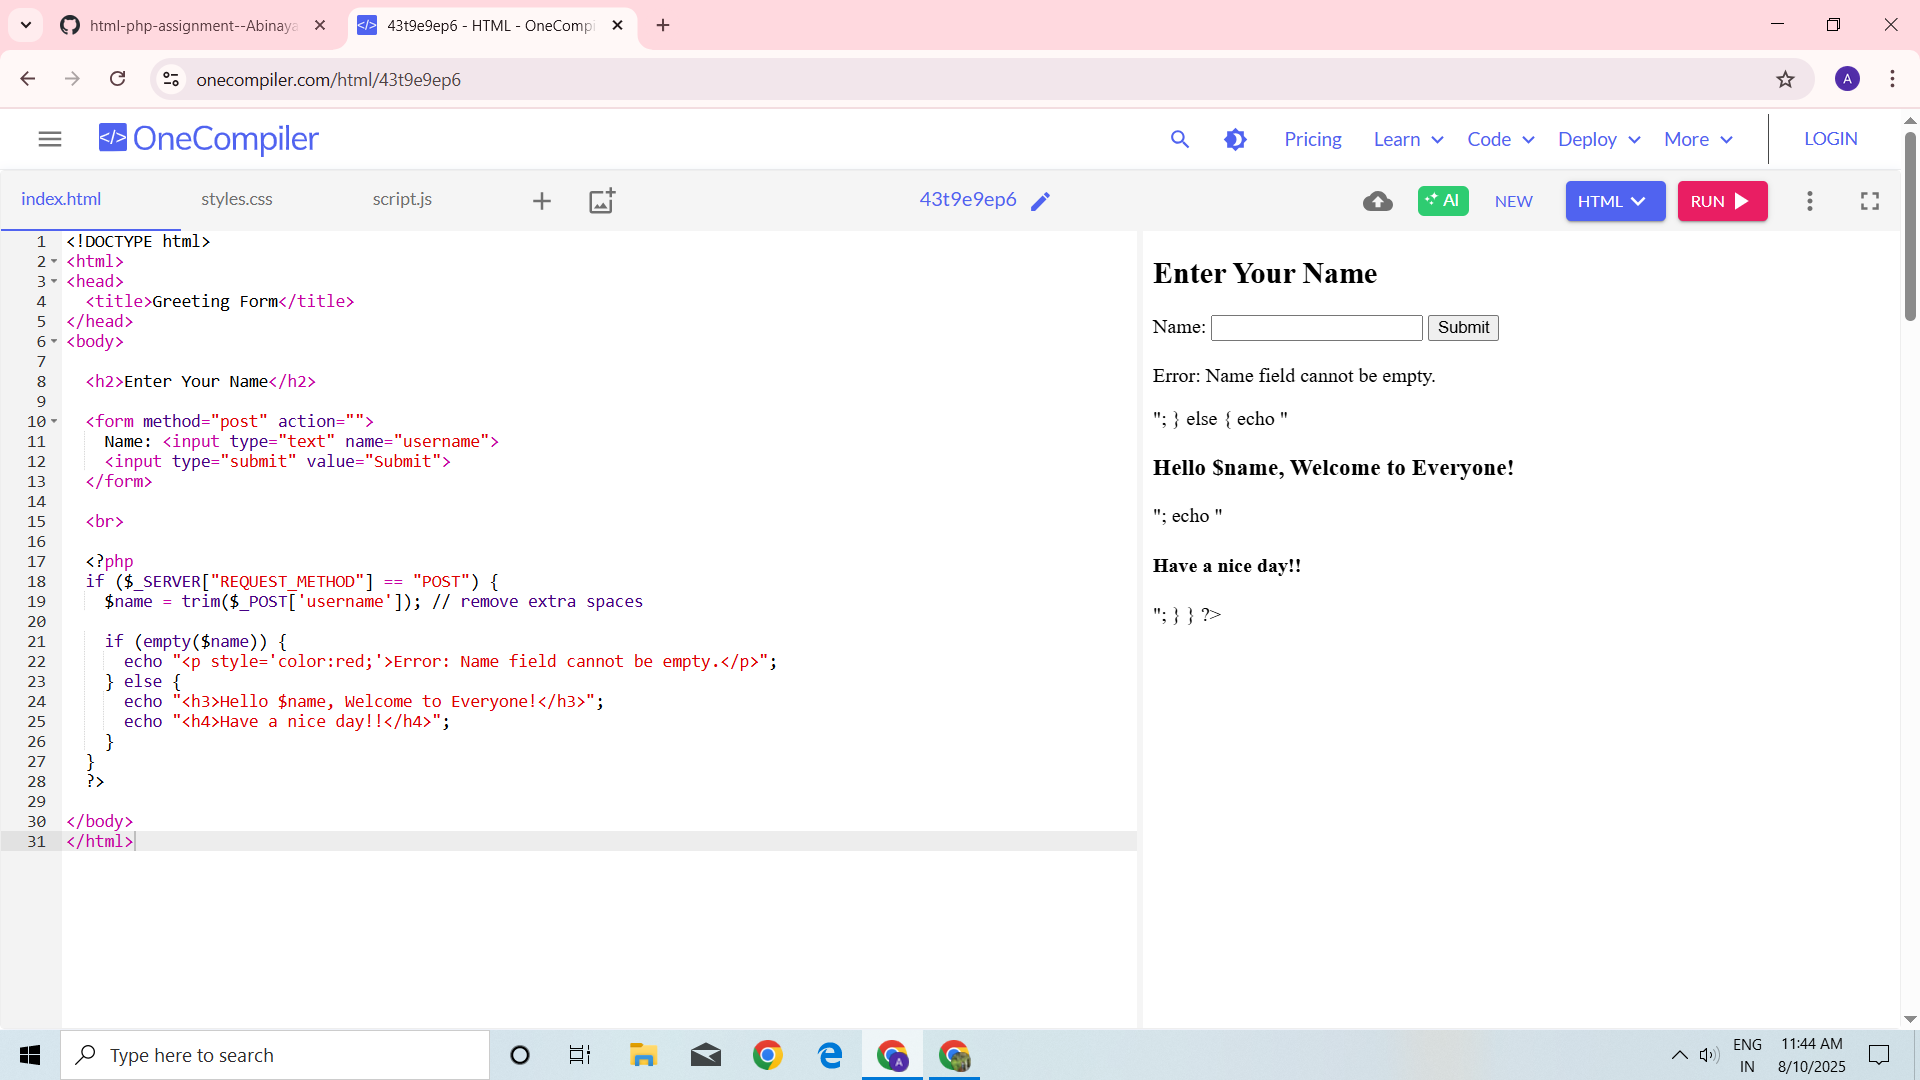 html-php-assignment--Abinaya
43t9e9ep6 - HTML - OneCompi
onecompiler.com/html/43t9e9ep6
A
</> OneCompiler
Pricing
Learn
Code
Deploy
More
LOGIN
index.html
styles.css
script.js
43t9e9ep6
AI
NEW
HTML
RUN
1 <!DOCTYPE html>
2 <html>
3 <head>
4 <title>Greeting Form</title>
5 </head>
6 <body>
7
8 <h2>Enter Your Name</h2>
9
10 <form method="post" action="">
11 Name: <input type="text" name="username">
12 <input type="submit" value="Submit">
13 </form>
14
15 <br>
16
17 <?php
18 if ($_SERVER["REQUEST_METHOD"] == "POST") {
19 $name = trim($_POST['username']); // remove extra spaces
20
21 if (empty($name)) {
22 echo "<p style='color:red;'>Error: Name field cannot be empty.</p>";
23 } else {
24 echo "<h3>Hello $name, Welcome to Everyone!</h3>";
25 echo "<h4>Have a nice day!!</h4>";
26 }
27 }
28 ?>
29
30 </body>
31 </html>
Enter Your Name
Name: Submit
Error: Name field cannot be empty.
"; } else { echo "
Hello $name, Welcome to Everyone!
"; echo "
Have a nice day!!
"; } } ?>
Type here to search
A
ENG
IN
11:44 AM
8/10/2025